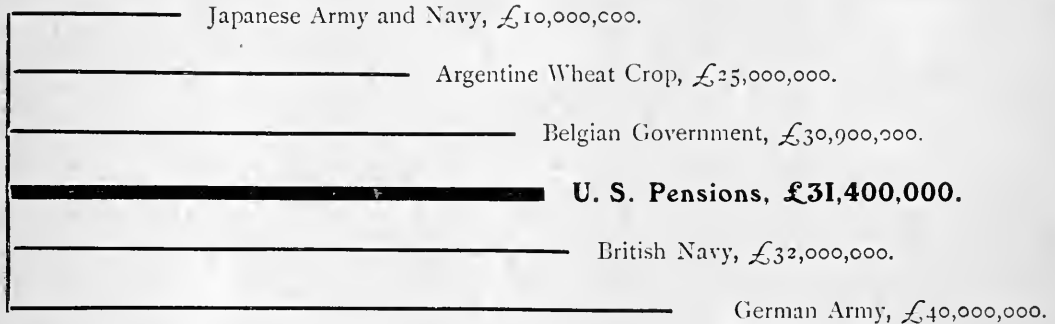 Japanese Army and Navy, £10,000,000.
Argentine Wheat Crop, £25,000,000.
Belgian Government, £30,900,000.
U. S. Pensions, £31,400,000.
British Navy, £32,000,000.
German Army, £40,000,000.